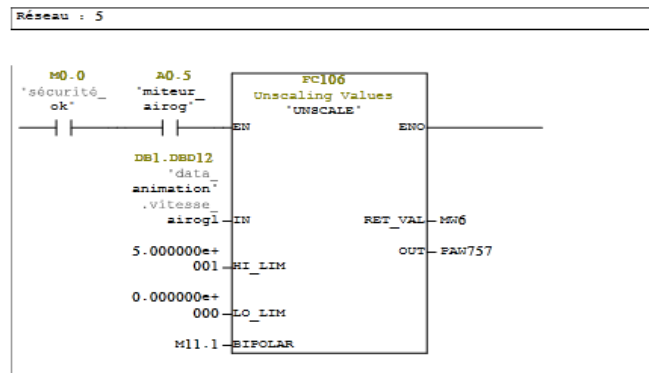 Réseau : 5
M0.0
"sécurité_
ok"
A0.5
"miteur_
airog"
FC106
Unscaling Values
"UNSCALE"
EN
ENO
DB1.DBD12
"data_
animation"
.vitesse_
airogl
IN
RET_VAL
MW6
5.000000e+
001
HI_LIM
OUT
PAW757
0.000000e+
000
LO_LIM
M11.1
BIPOLAR